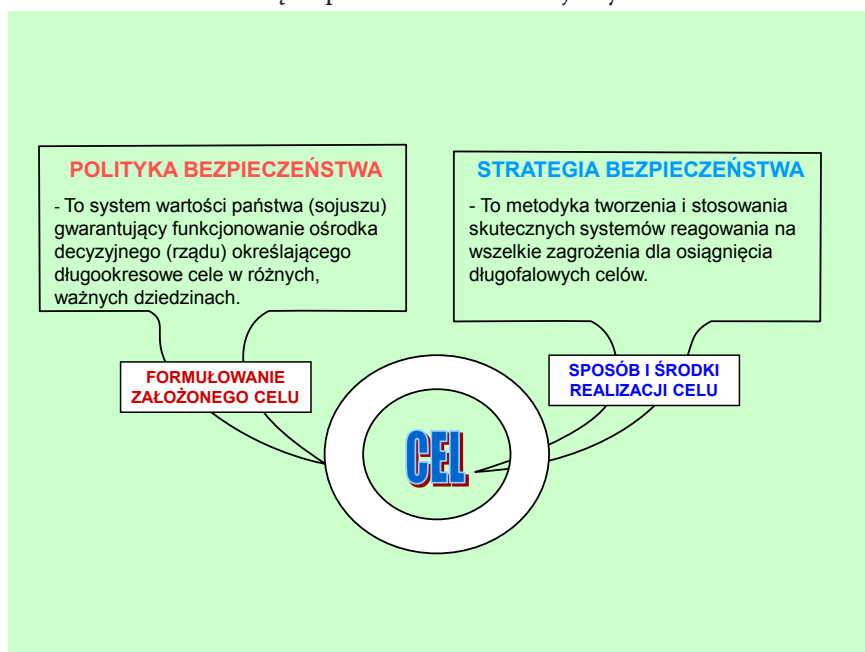 POLITYKA BEZPIECZEŃSTWA
- To system wartości państwa (sojuszu)
gwarantujący funkcjonowanie ośrodka
decyzyjnego (rządu) określającego
długookresowe cele w różnych,
ważnych dziedzinach.
STRATEGIA BEZPIECZEŃSTWA
- To metodyka tworzenia i stosowania
skutecznych systemów reagowania na
wszelkie zagrożenia dla osiągnięcia
długofalowych celów.
FORMUŁOWANIE
ZAŁOŻONEGO CELU
SPOSÓB I ŚRODKI
REALIZACJI CELU
CEL